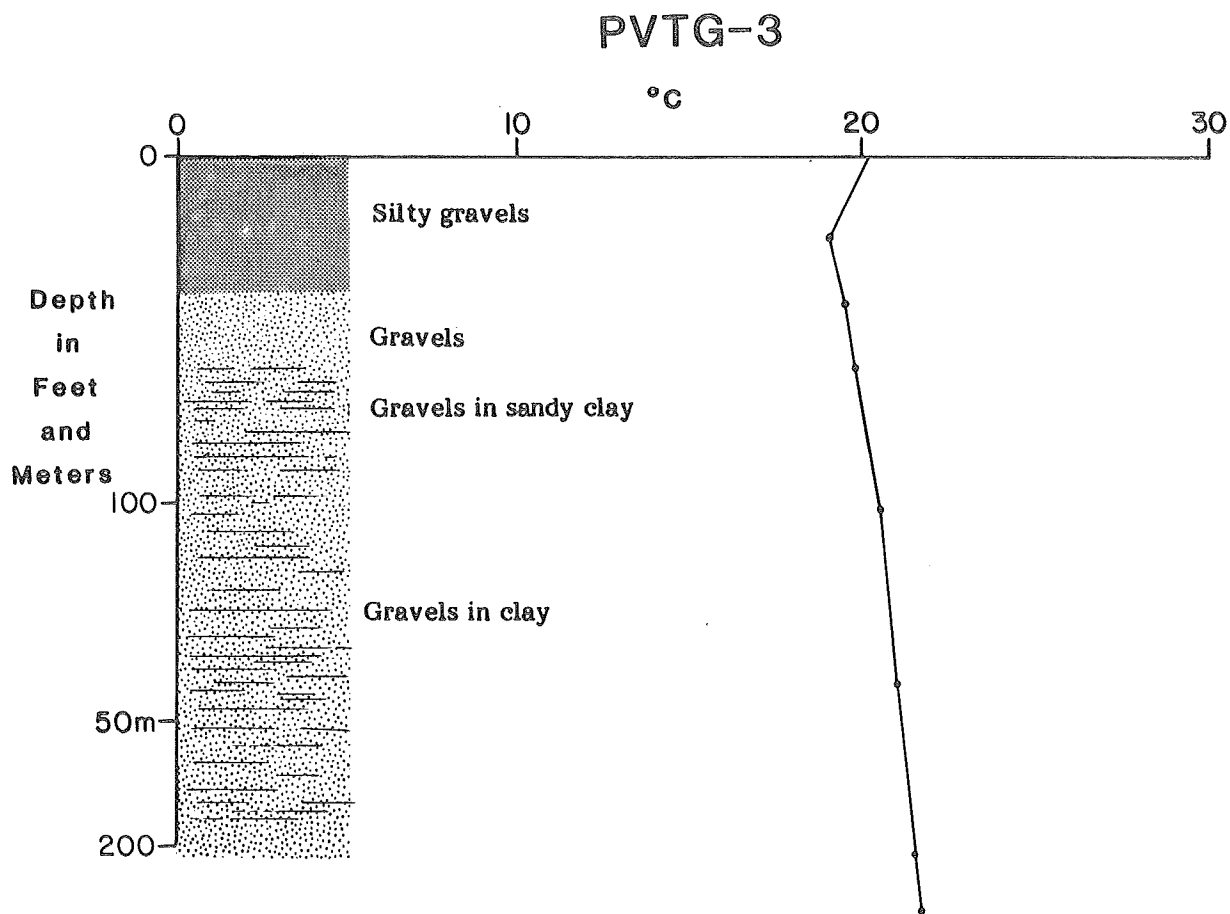 PVTG-3
°C
0 10 20 30
0
Silty gravels
Depth
in
Feet
and
Meters
Gravels
Gravels in sandy clay
100
Gravels in clay
50m
200